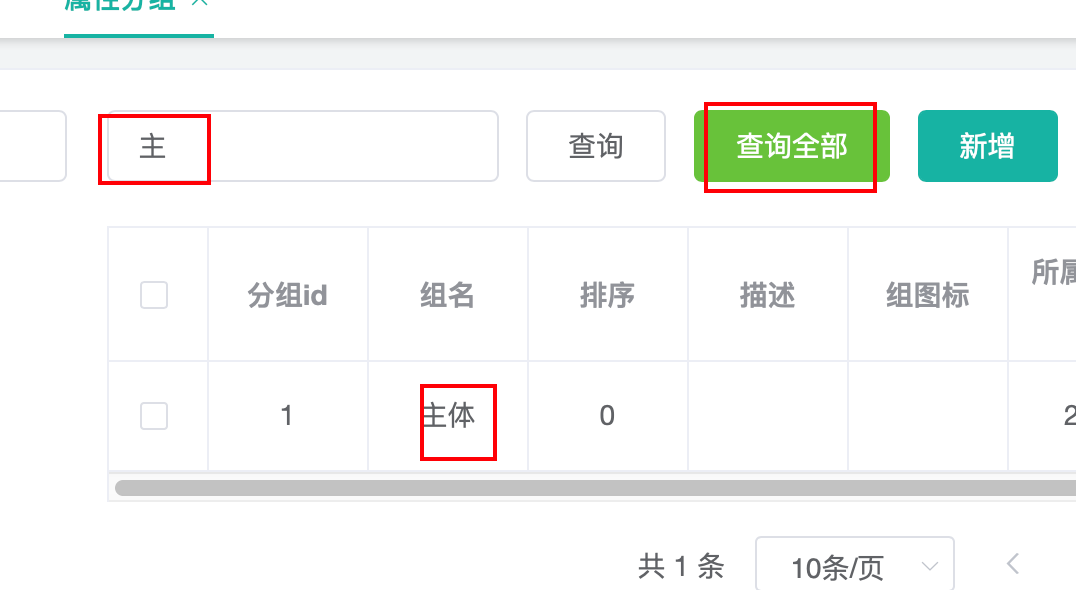 属性分组
主 查询 查询全部 新增
分组id 组名 排序 描述 组图标 所属
1 主体 0 2
共 1 条 10条/页